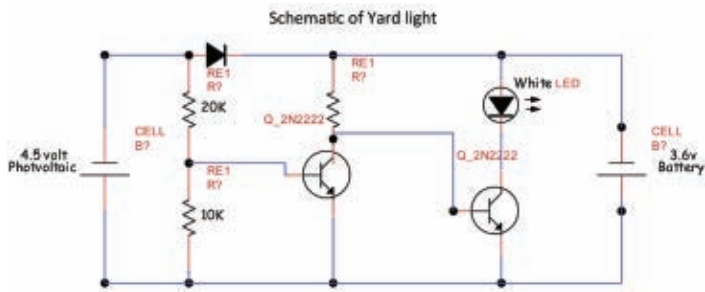 Schematic of Yard light
RE1
R?
20K
CELL
B?
4.5 volt
Photvoltaic
RE1
R?
10K
RE1
R?
Q_2N2222
White LED
Q_2N2222
CELL
B?
3.6v
Battery